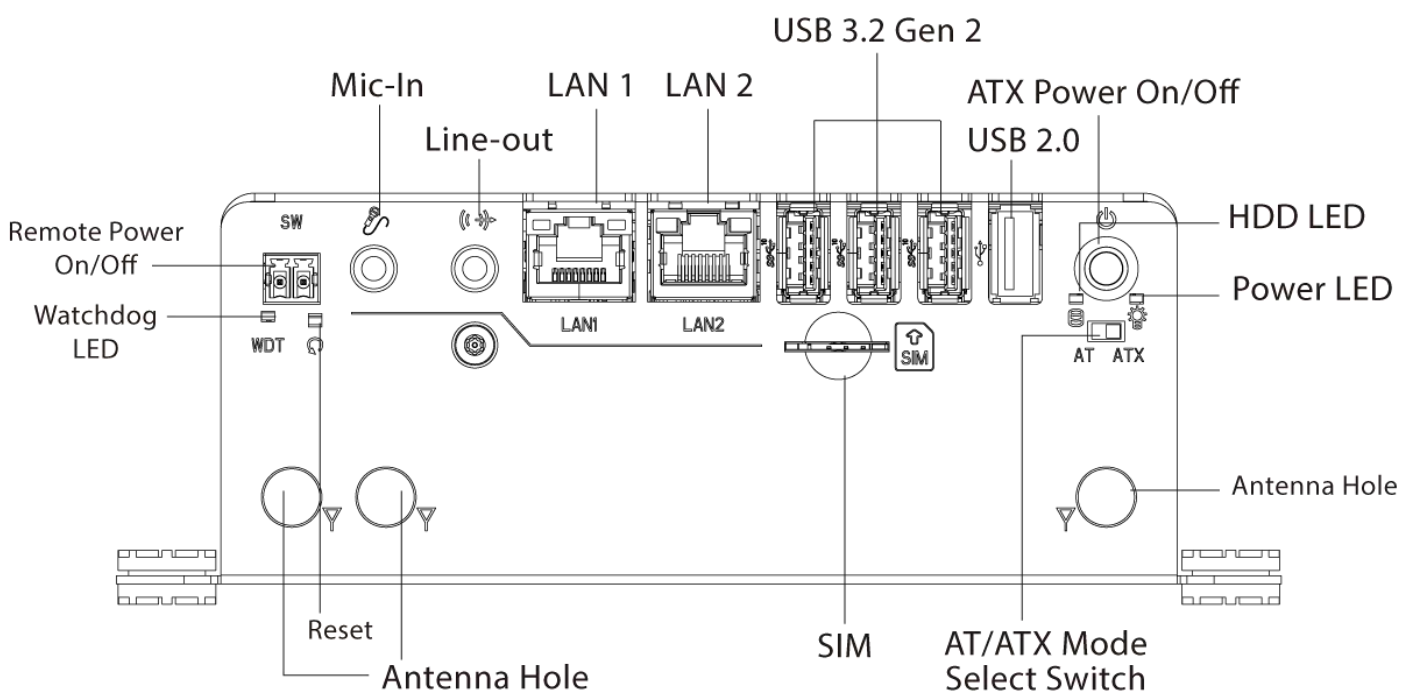 USB 3.2 Gen 2
Mic-In
LAN 1
LAN 2
ATX Power On/Off
Line-out
USB 2.0
SW
HDD LED
Remote Power
On/Off
Power LED
Watchdog
LED
LAN1
LAN2
WDT
SIM
AT
ATX
Antenna Hole
Reset
SIM
AT/ATX Mode
Select Switch
Antenna Hole